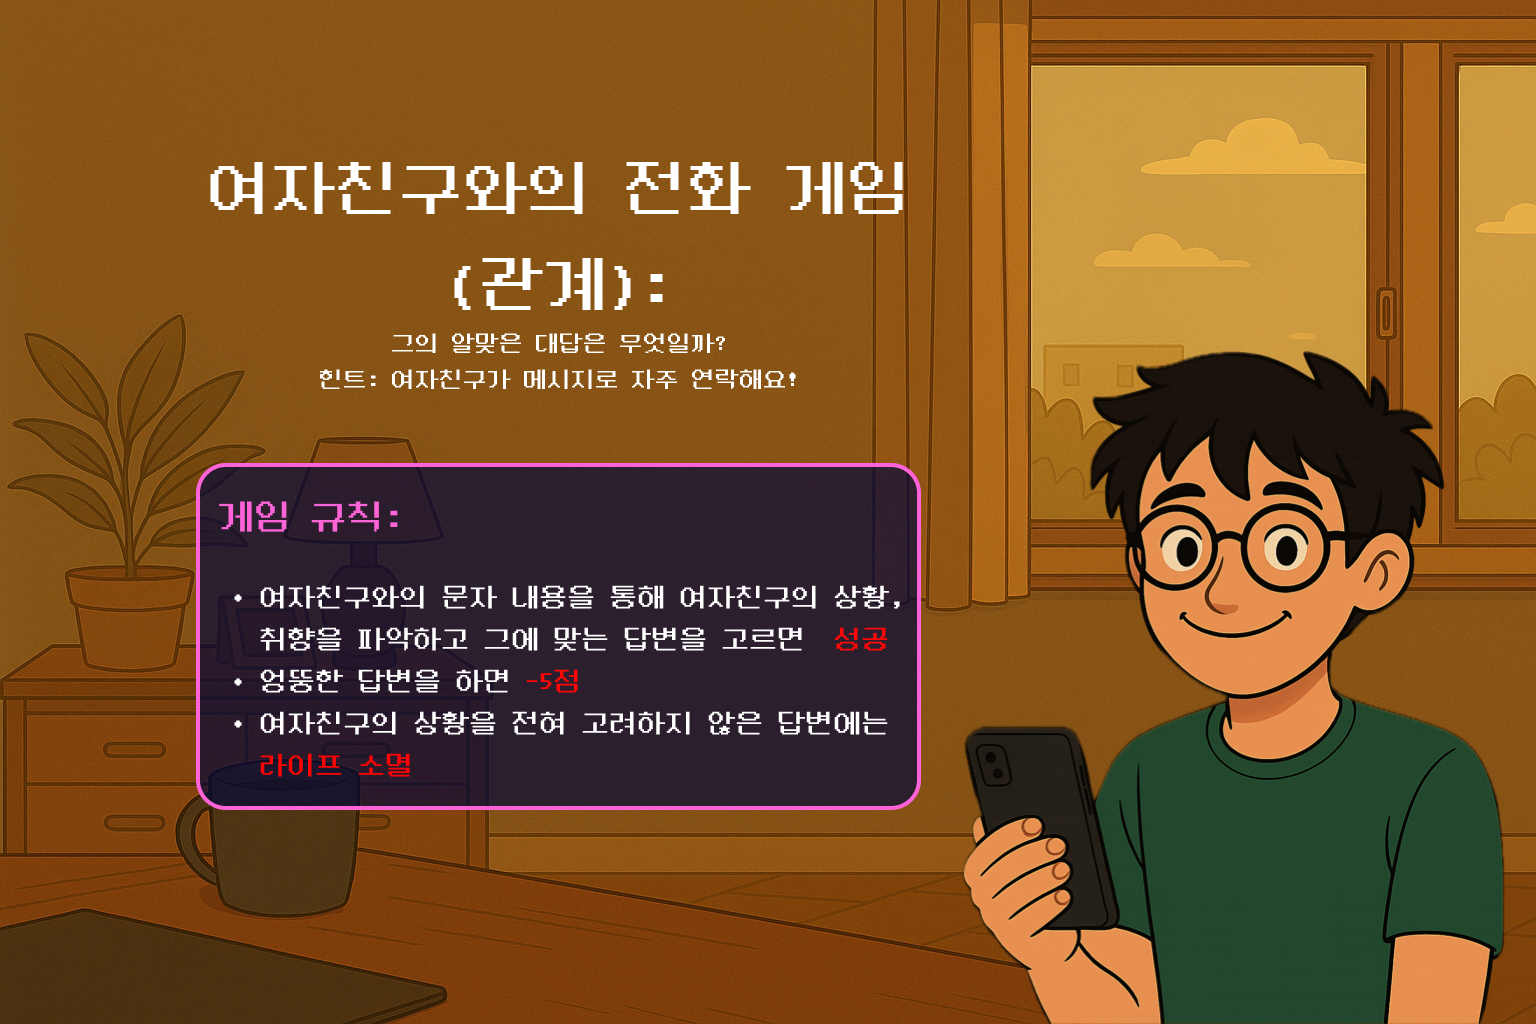 여자친구와의 전화 게임
(관계):
그의 알맞은 대답은 무엇일까?
힌트: 여자친구가 메시지로 자주 연락해요!
게임 규칙:
• 여자친구와의 문자 내용을 통해 여자친구의 상황,
취향을 파악하고 그에 맞는 답변을 고르면 성공
• 엉뚱한 답변을 하면 -5점
• 여자친구의 상황을 전혀 고려하지 않은 답변에는
라이프 소멸